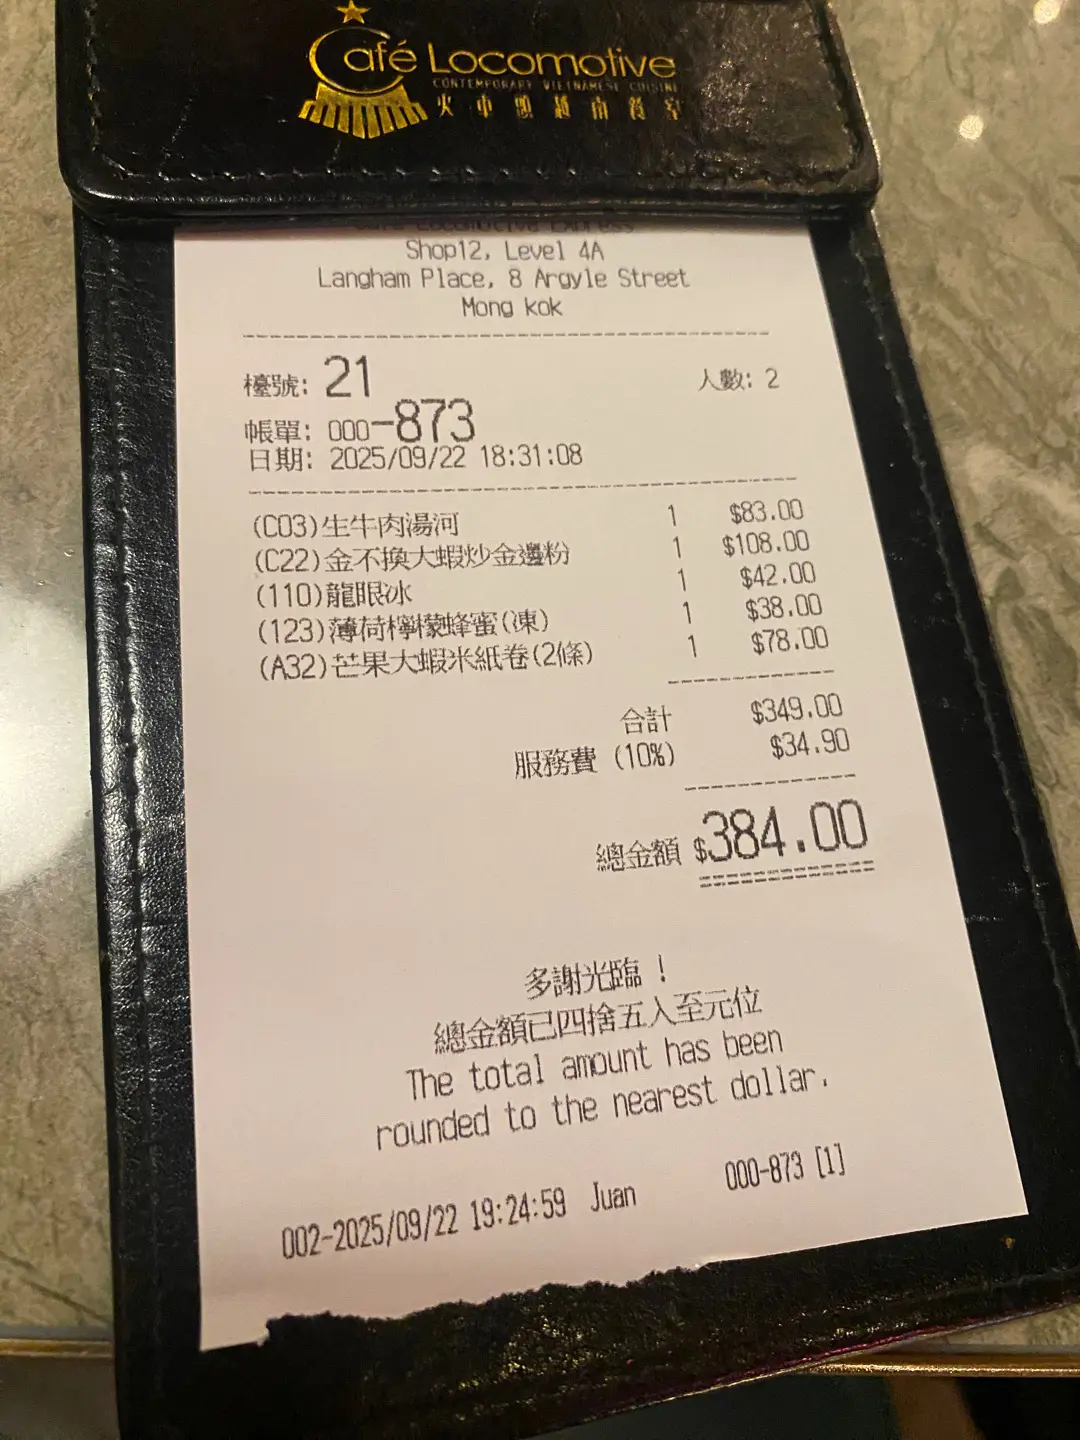 Café Locomotive
CONTEMPORARY VIETNAMESE CUISINE
火車頭越南餐室
Café Locomotive Express
Shop12, Level 4A
Langham Place, 8 Argyle Street
Mong kok
檯號: 21 人數: 2
帳單: 000-873
日期: 2025/09/22 18:31:08
(C03)生牛肉湯河 1 $83.00
(C22)金不換大蝦炒金邊粉 1 $108.00
(110)龍眼冰 1 $42.00
(123)薄荷檸檬蜂蜜(凍) 1 $38.00
(A32)芒果大蝦米紙卷(2條) 1 $78.00
合計 $349.00
服務費 (10%) $34.90
總金額 $384.00
多謝光臨 !
總金額已四捨五入至元位
The total amount has been
rounded to the nearest dollar.
002-2025/09/22 19:24:59 Juan 000-873 [1]